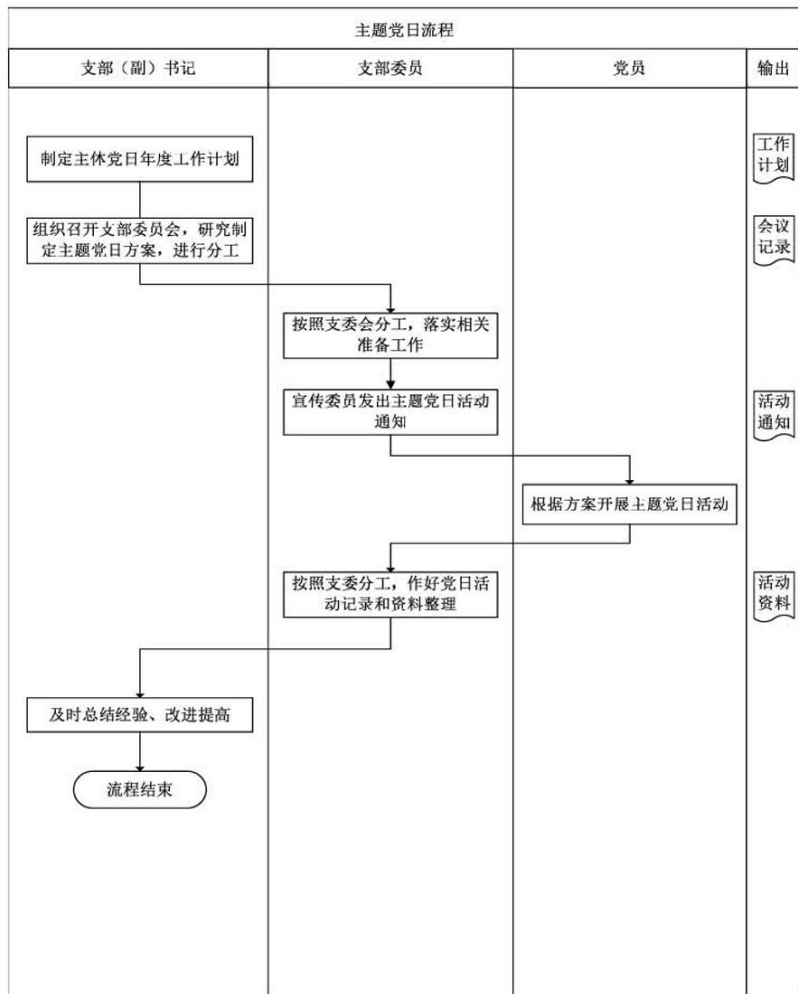 主题党日流程
支部（副）书记
支部委员
党员
输出
制定主体党日年度工作计划
工作
计划
组织召开支部委员会，研究制
定主题党日方案，进行分工
会议
记录
按照支委会分工，落实相关
准备工作
宣传委员发出主题党日活动
通知
活动
通知
根据方案开展主题党日活动
按照支委分工，作好党日活
动记录和资料整理
活动
资料
及时总结经验、改进提高
流程结束